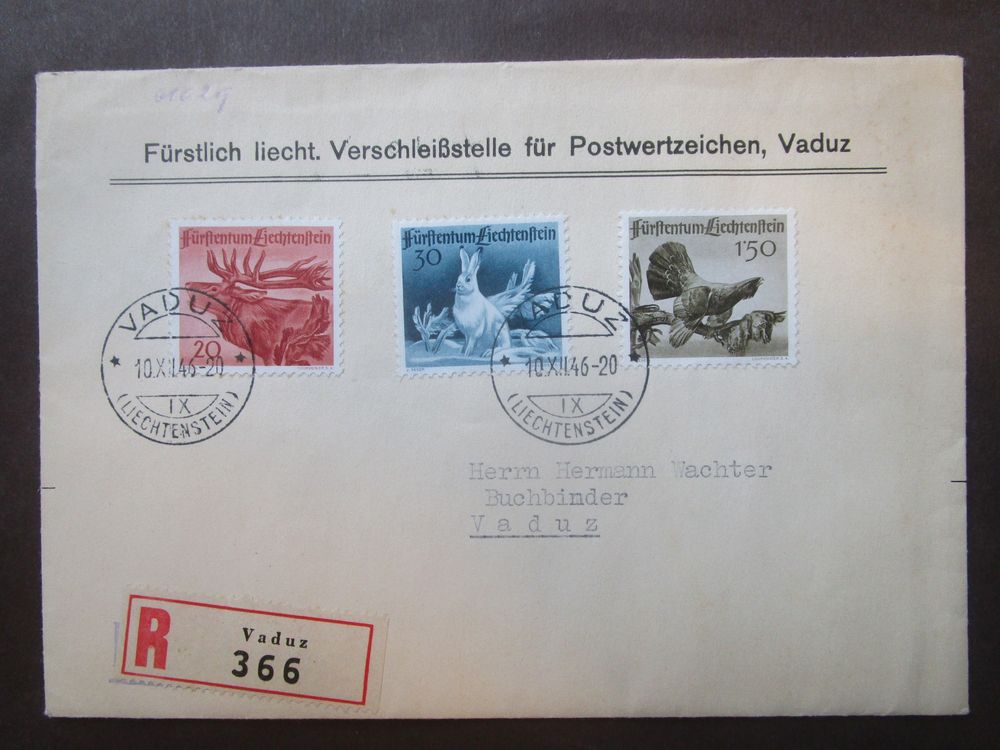 Fürstlich liecht. Verschleißstelle für Postwertzeichen, Vaduz
Fürstentum Liechtenstein
20
Fürstentum Liechtenstein
30
Fürstentum Liechtenstein
1·50
VADUZ
10.XII.46-20
IX
(LIECHTENSTEIN)
VADUZ
10.XII.46-20
IX
(LIECHTENSTEIN)
Herrn Hermann Wachter
Buchbinder
Vaduz
R
Vaduz
366